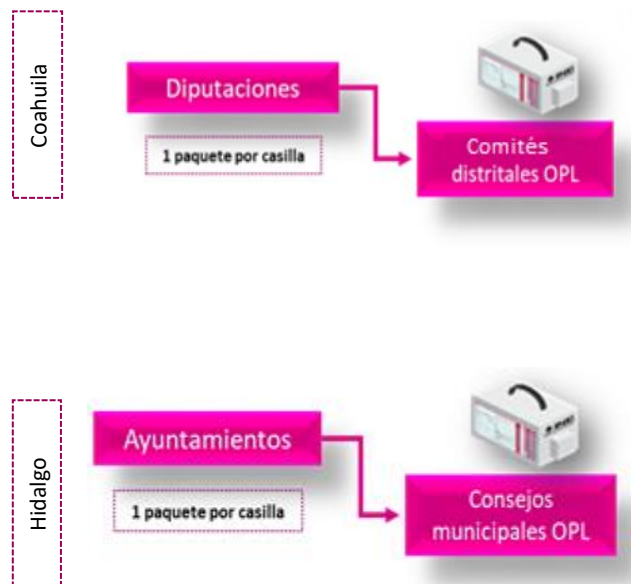 Coahuila
Diputaciones
1 paquete por casilla
Comités
distritales OPL
Hidalgo
Ayuntamientos
1 paquete por casilla
Consejos
municipales OPL